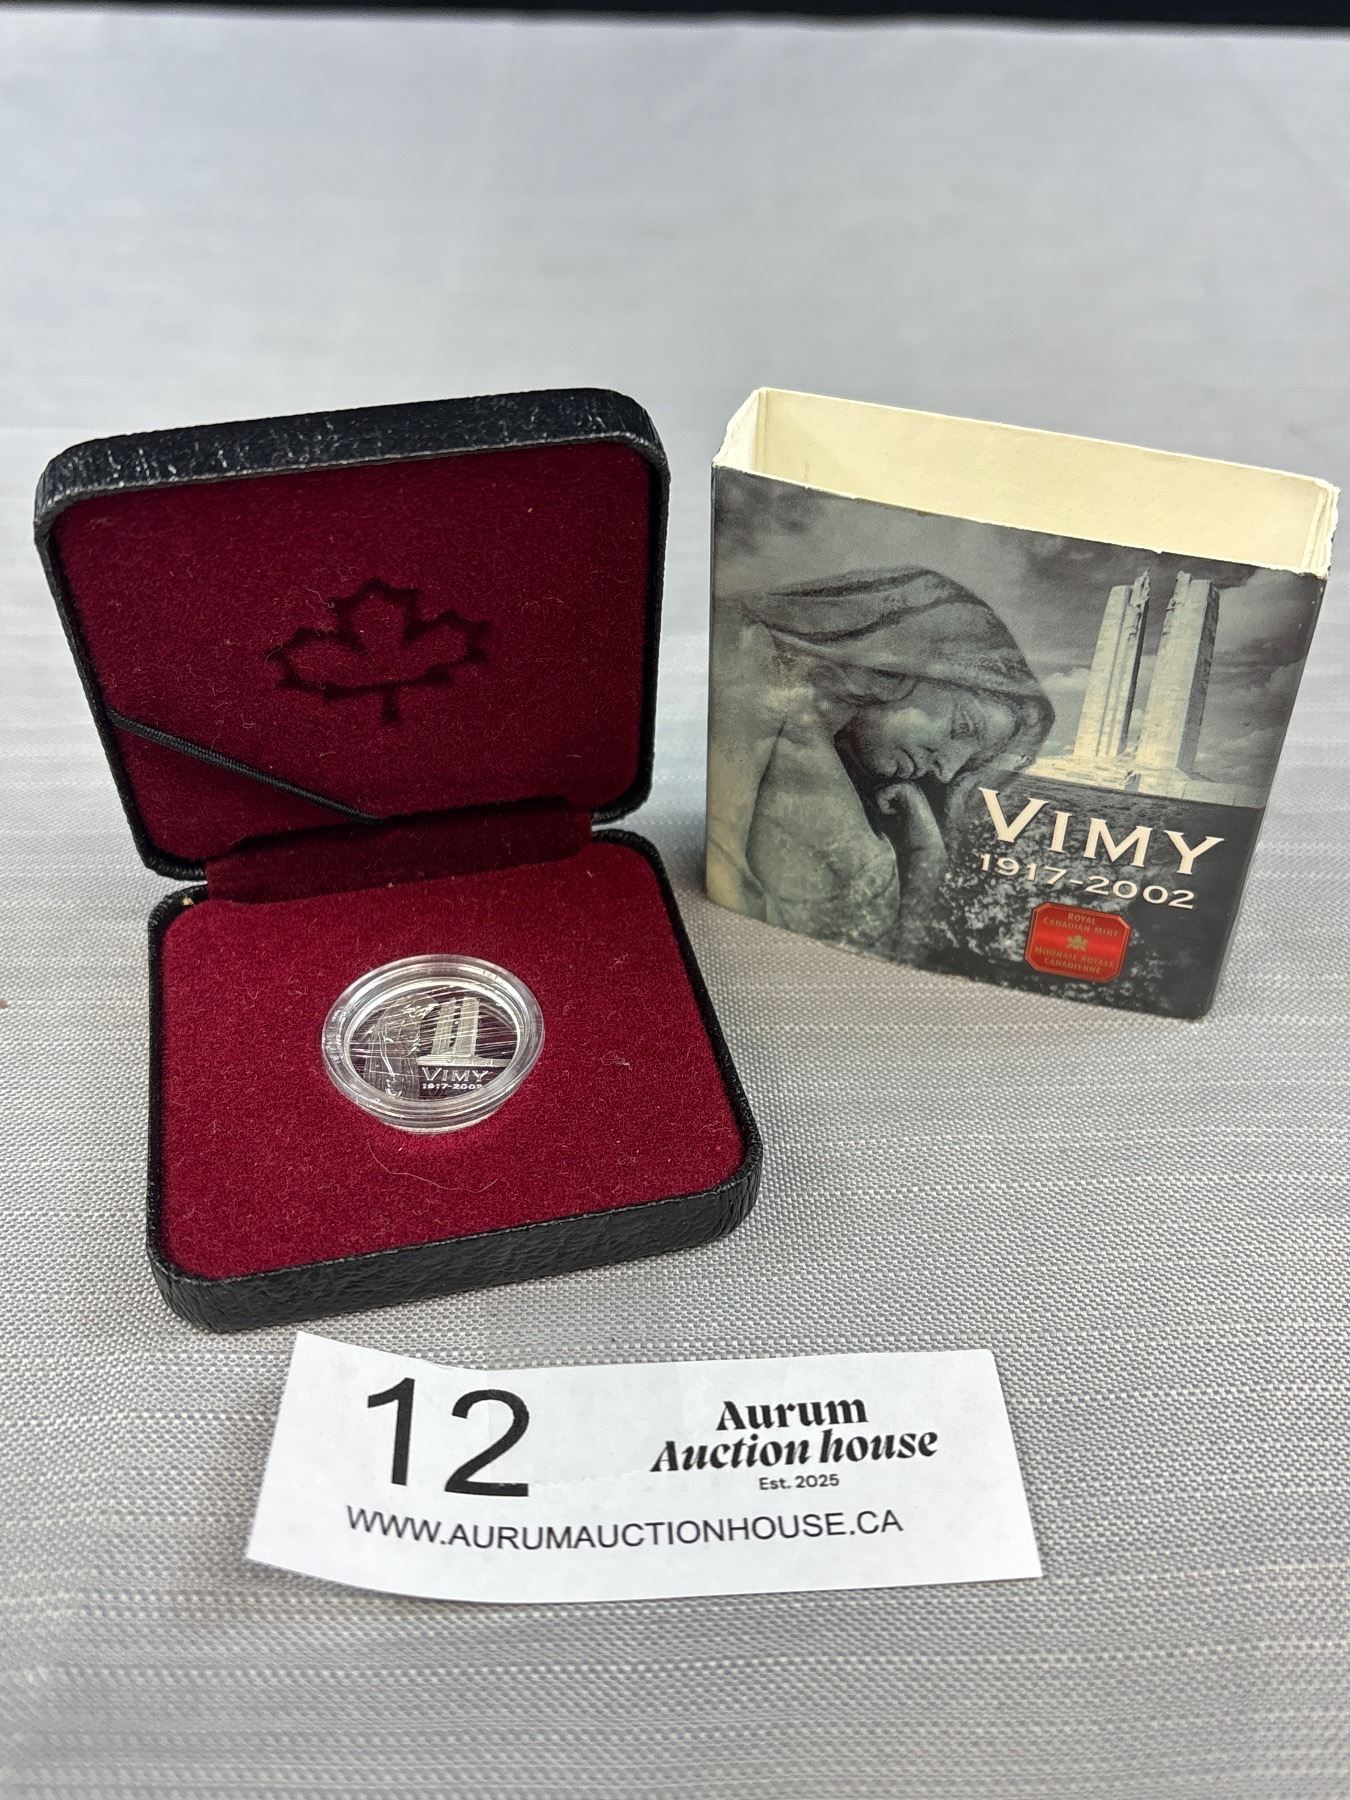 VIMY
1917-2002
ROYAL
CANADIAN MINT
MONNAIE ROYALE
CANADIENNE
VIMY
1917-2002
12
Aurum
Auction house
Est. 2025
WWW.AURUMAUCTIONHOUSE.CA